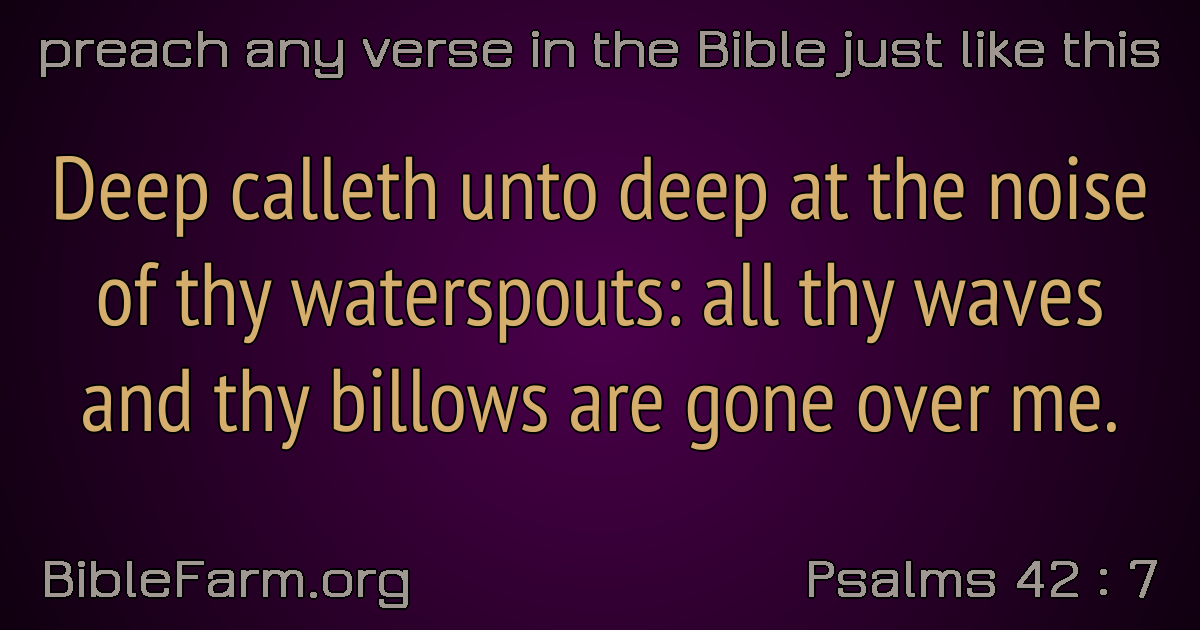 preach any verse in the Bible just like this
Deep calleth unto deep at the noise
of thy waterspouts: all thy waves
and thy billows are gone over me.
BibleFarm.org
Psalms 42 : 7